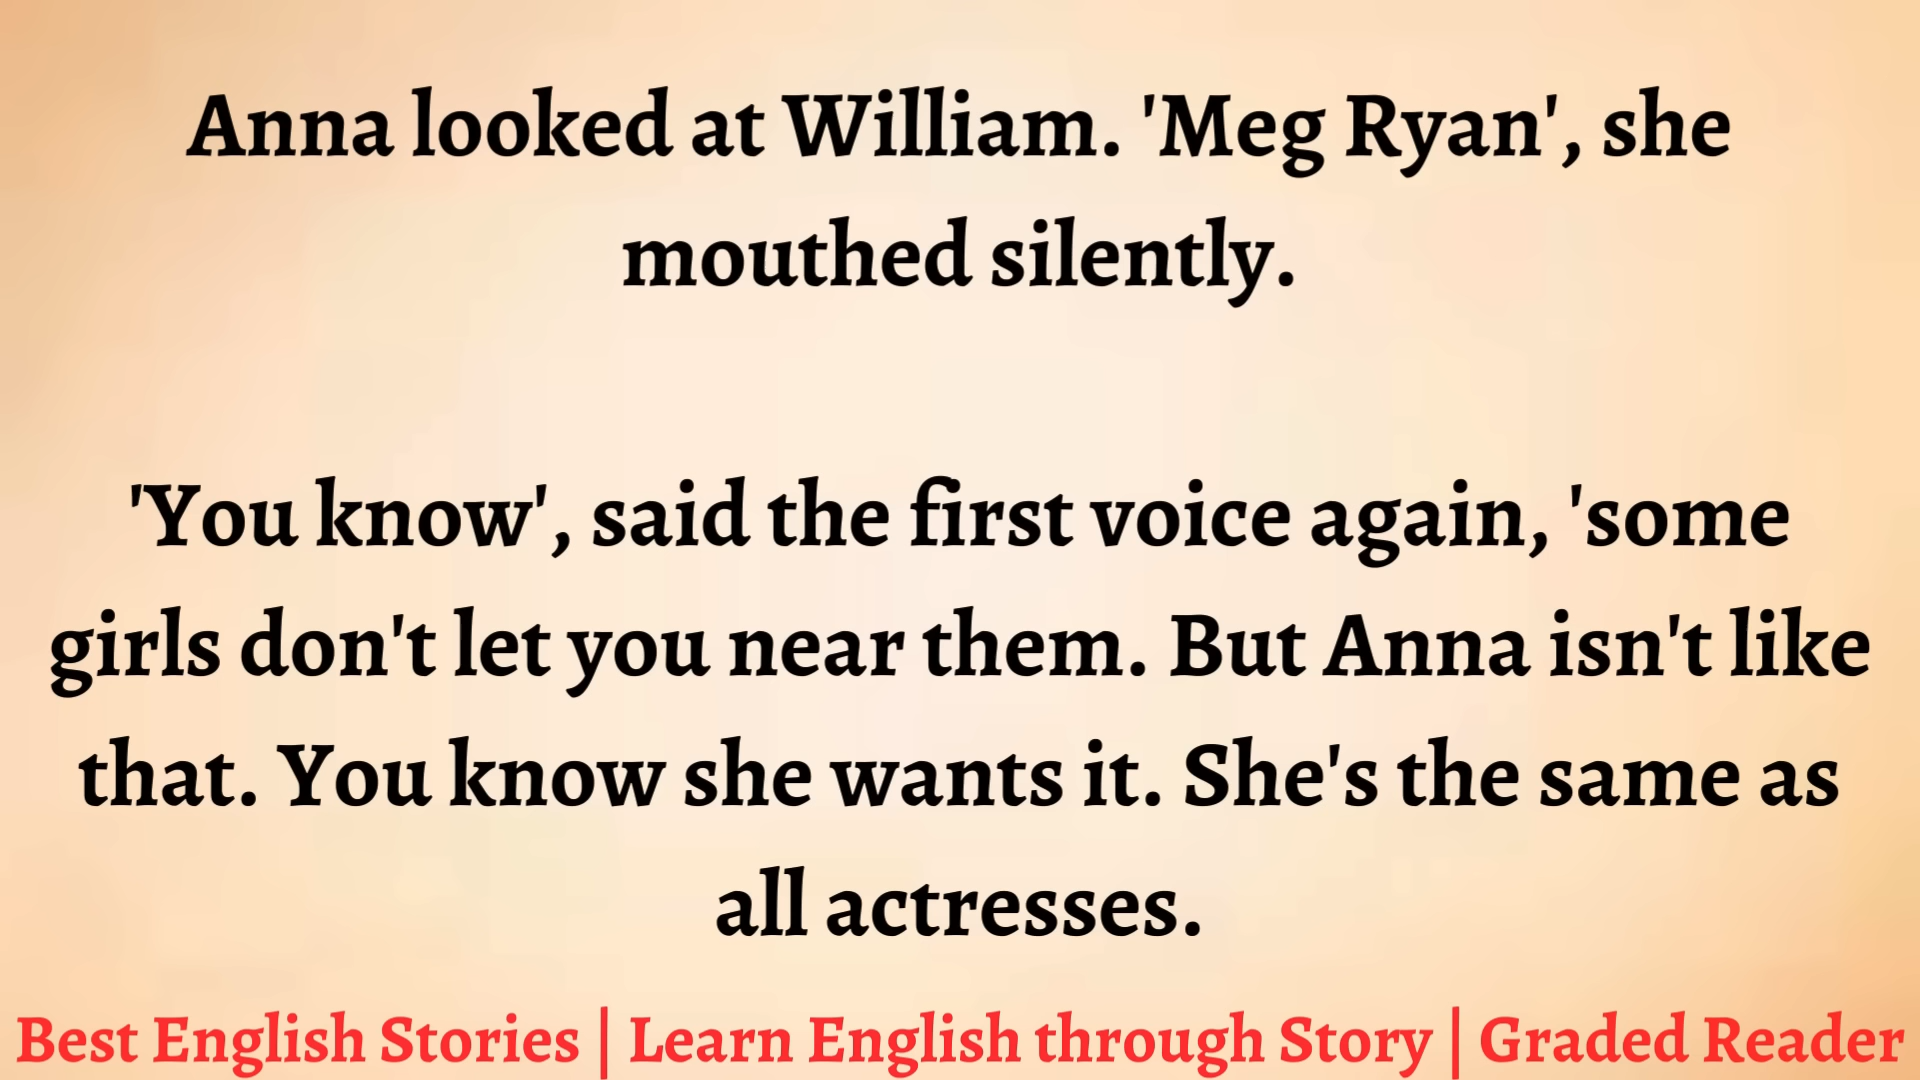 Anna looked at William. 'Meg Ryan', she
mouthed silently.
'You know', said the first voice again, 'some
girls don't let you near them. But Anna isn't like
that. You know she wants it. She's the same as
all actresses.
Best English Stories | Learn English through Story | Graded Reader